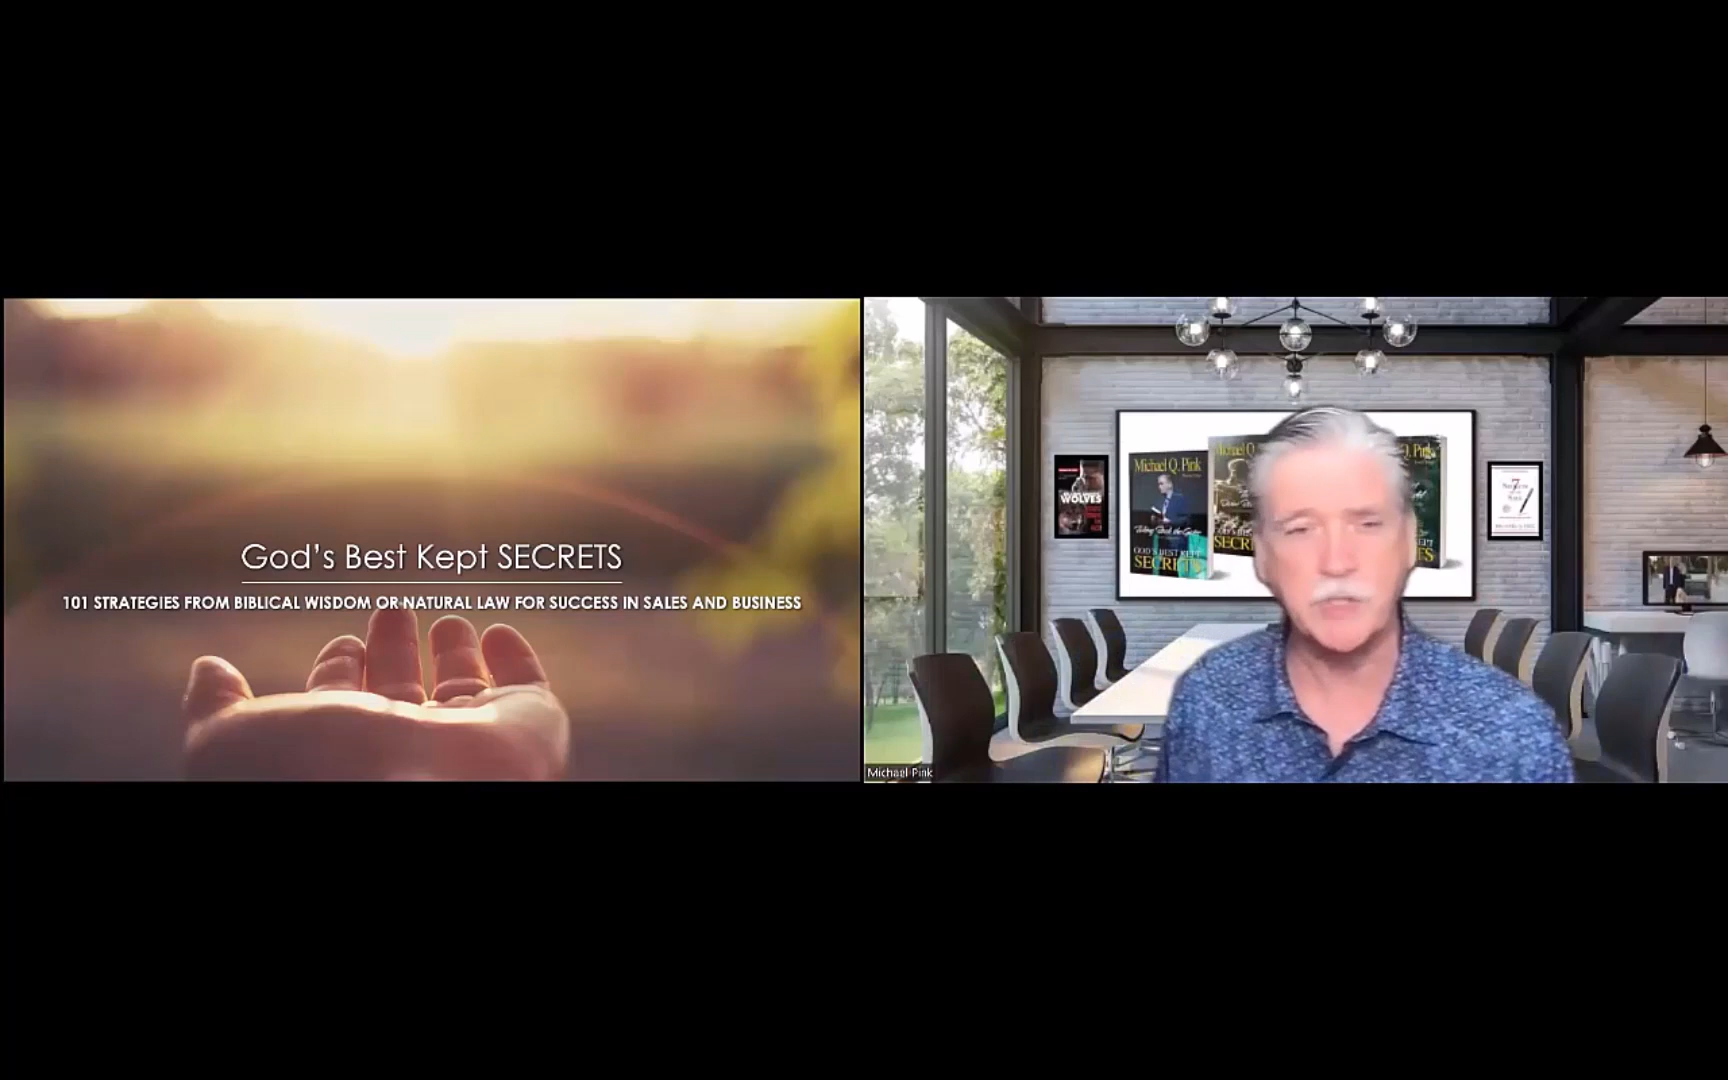 God's Best Kept SECRETS
101 STRATEGIES FROM BIBLICAL WISDOM OR NATURAL LAW FOR SUCCESS IN SALES AND BUSINESS
Michael Q. Pink
GOD'S BEST KEPT
SECRETS
WOLVES
Michael Pink